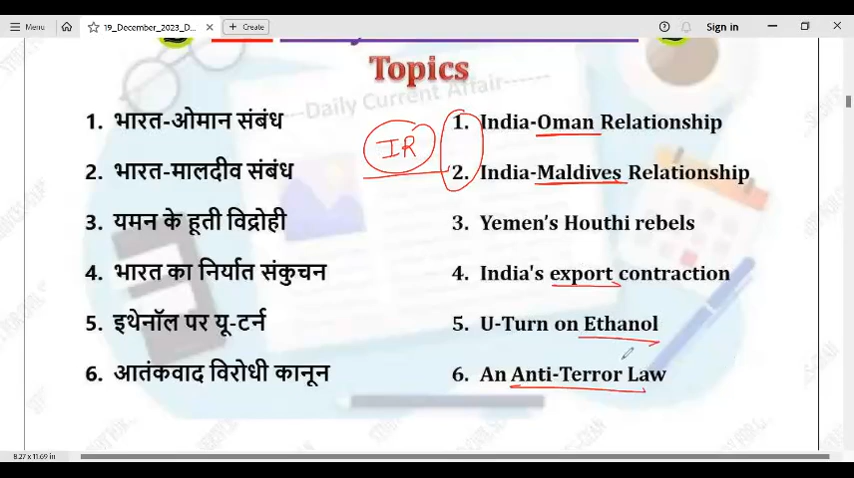 Menu
19_December_2023_D...
+ Create
Sign in
Topics
Daily Current Affair
1. भारत-ओमान संबंध
2. भारत-मालदीव संबंध
3. यमन के हूती विद्रोही
4. भारत का निर्यात संकुचन
5. इथेनॉल पर यू-टर्न
6. आतंकवाद विरोधी कानून
IR
1. India-Oman Relationship
2. India-Maldives Relationship
3. Yemen's Houthi rebels
4. India's export contraction
5. U-Turn on Ethanol
6. An Anti-Terror Law
8.27 x 11.69 in